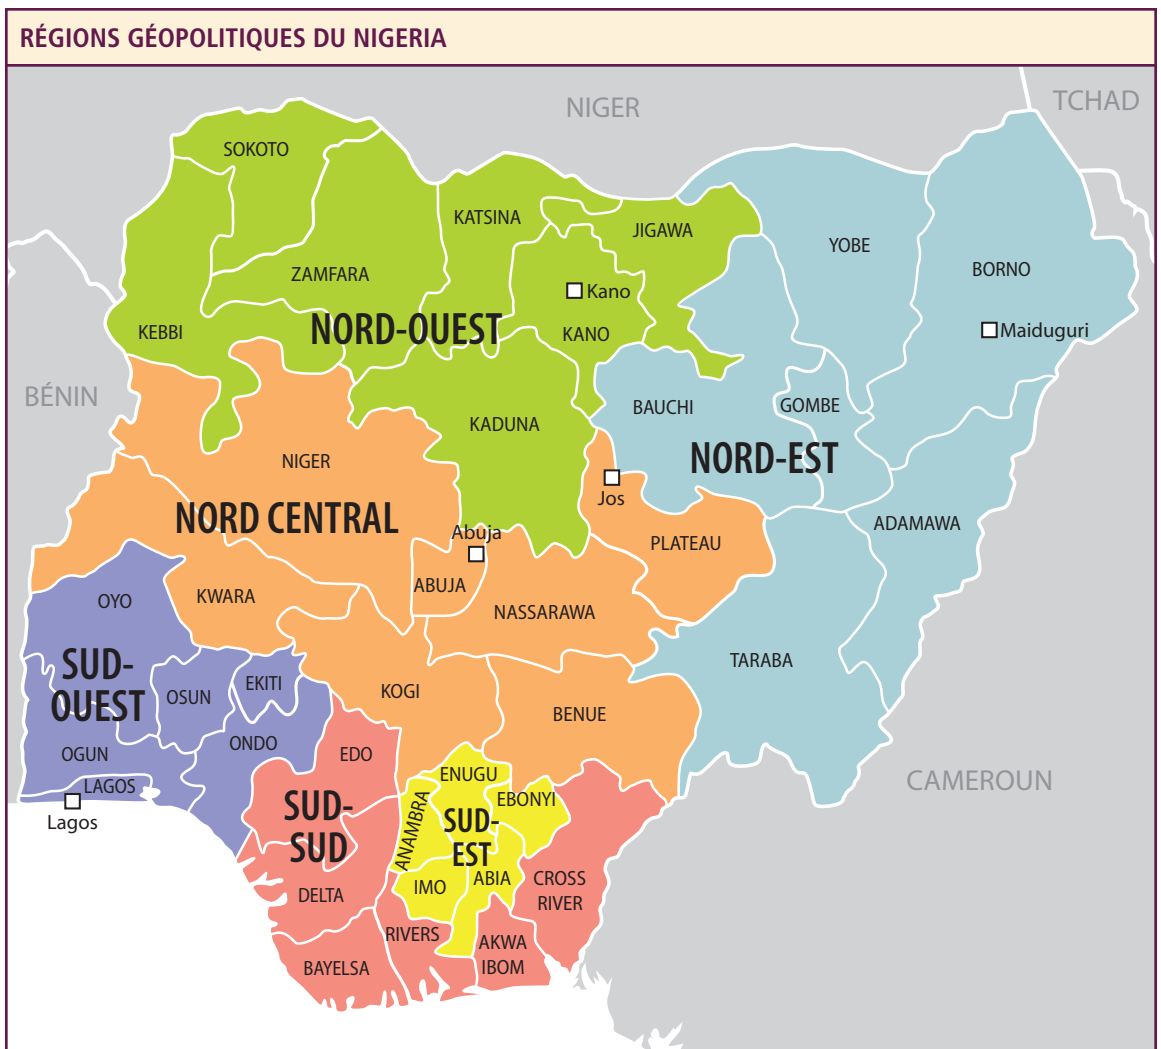 RÉGIONS GÉOPOLITIQUES DU NIGERIA
NIGER
TCHAD
SOKOTO
KATSINA
JIGAWA
YOBE
ZAMFARA
BORNO
Kano
KEBBI
NORD-OUEST
KANO
Maiduguri
BÉNIN
BAUCHI
GOMBE
KADUNA
NORD-EST
NIGER
Jos
NORD CENTRAL
ADAMAWA
Abuja
PLATEAU
ABUJA
OYO
KWARA
NASSARAWA
SUD-
OUEST
TARABA
EKITI
OSUN
KOGI
BENUE
OGUN
ONDO
EDO
LAGOS
Lagos
ENUGU
CAMEROUN
EBONYI
SUD-
SUD
ANAMBRA
SUD-
EST
DELTA
IMO
ABIA
CROSS
RIVER
RIVERS
AKWA
IBOM
BAYELSA